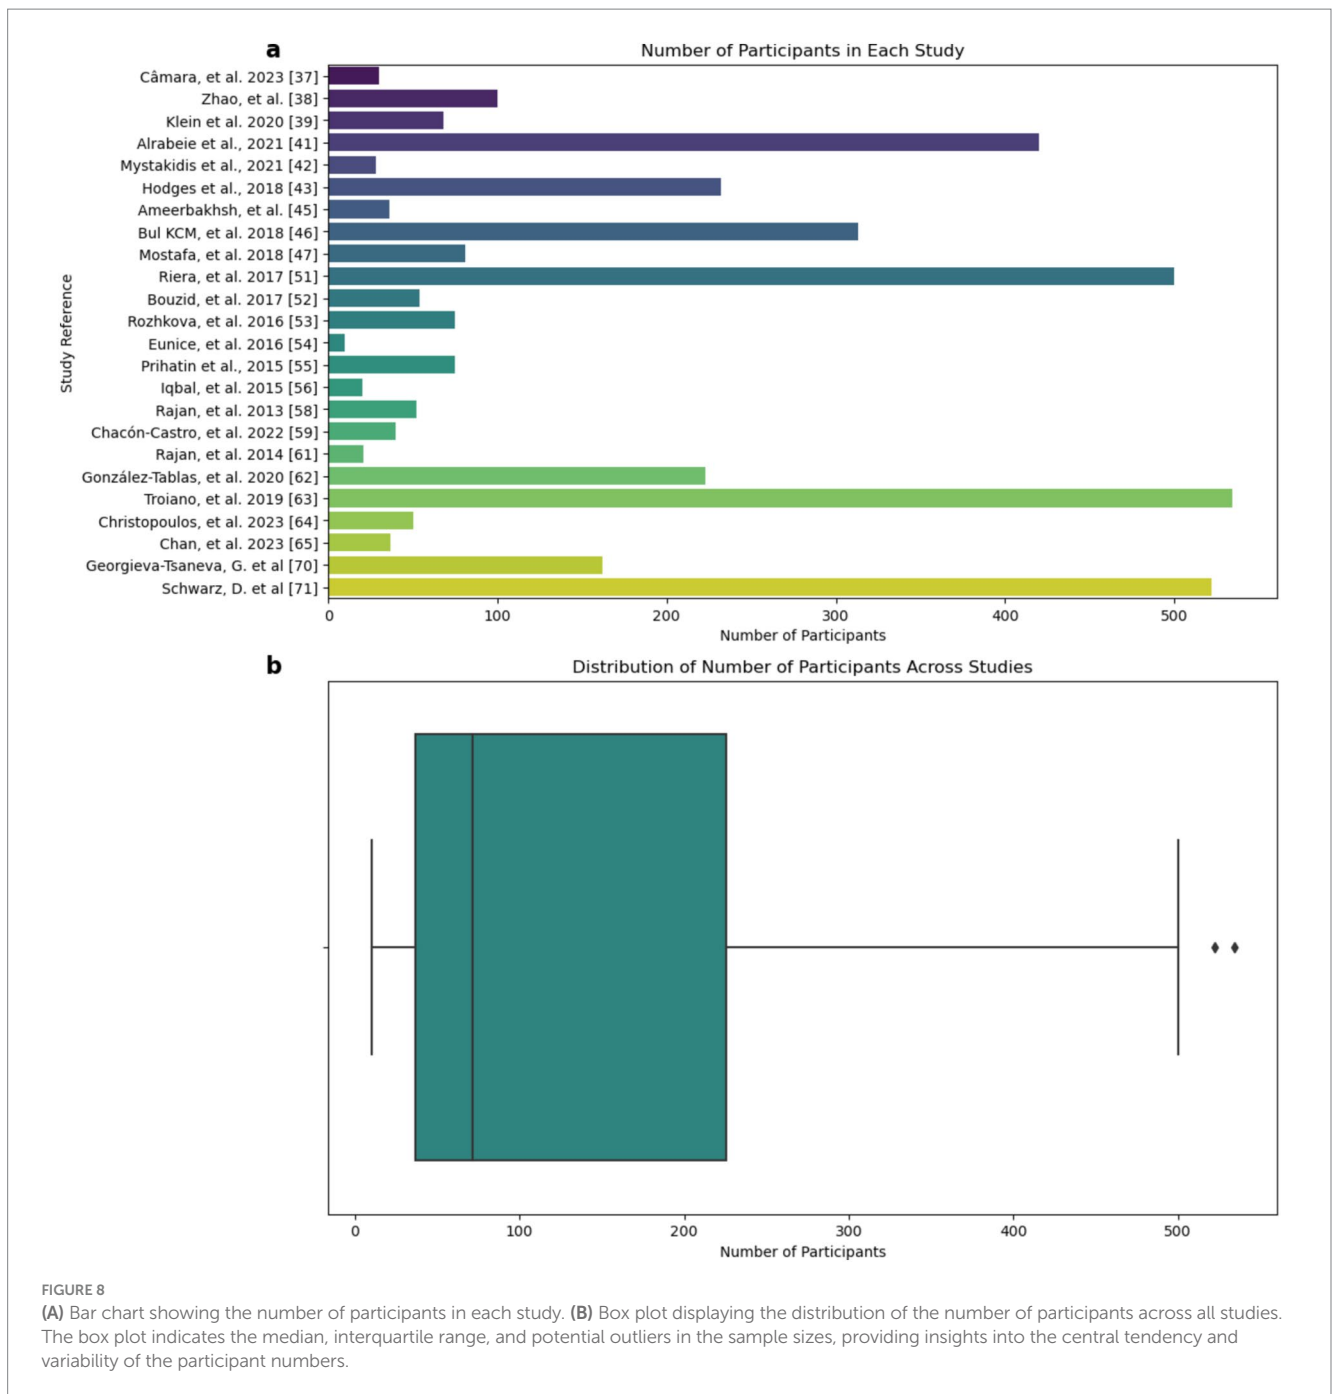 a
Number of Participants in Each Study
Câmara, et al. 2023 [37]
Zhao, et al. [38]
Klein et al. 2020 [39]
Alrabeie et al., 2021 [41]
Mystakidis et al., 2021 [42]
Hodges et al., 2018 [43]
Ameerbakhsh, et al. [45]
Bul KCM, et al. 2018 [46]
Mostafa, et al. 2018 [47]
Riera, et al. 2017 [51]
Bouzid, et al. 2017 [52]
Rozhkova, et al. 2016 [53]
Eunice, et al. 2016 [54]
Prihatin et al., 2015 [55]
Iqbal, et al. 2015 [56]
Rajan, et al. 2013 [58]
Chacón-Castro, et al. 2022 [59]
Rajan, et al. 2014 [61]
González-Tablas, et al. 2020 [62]
Troiano, et al. 2019 [63]
Christopoulos, et al. 2023 [64]
Chan, et al. 2023 [65]
Georgieva-Tsaneva, G. et al [70]
Schwarz, D. et al [71]
Study Reference
0 100 200 300 400 500
Number of Participants
b
Distribution of Number of Participants Across Studies
0 100 200 300 400 500
Number of Participants
FIGURE 8
(A) Bar chart showing the number of participants in each study. (B) Box plot displaying the distribution of the number of participants across all studies.
The box plot indicates the median, interquartile range, and potential outliers in the sample sizes, providing insights into the central tendency and
variability of the participant numbers.